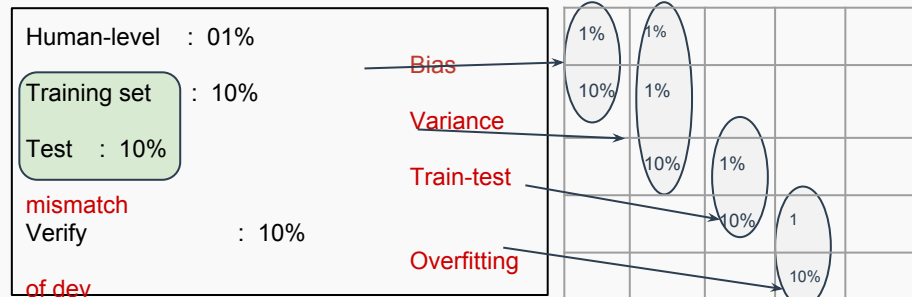 Human-level : 01%
Bias
Training set : 10%
Variance
Test : 10%
Train-test
mismatch
Verify : 10%
Overfitting
of dev
1% 1%
10% 1%
10% 1%
10% 1
10%